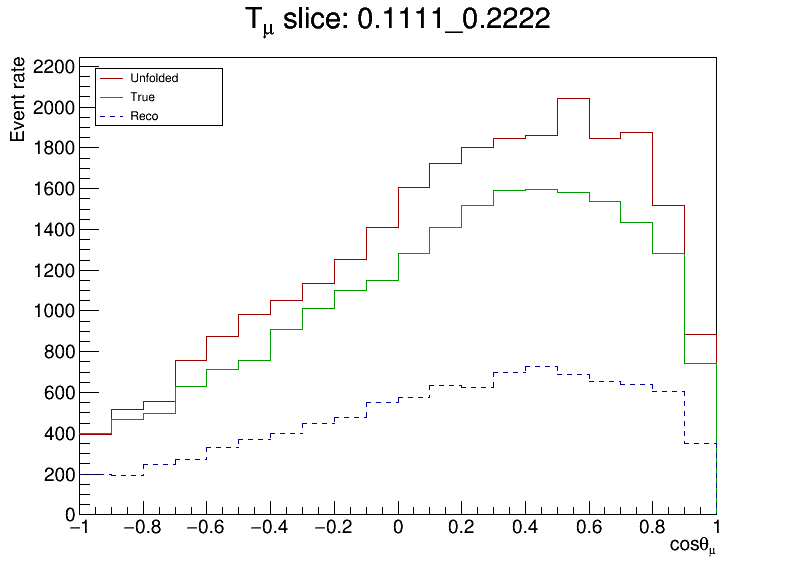 Tμ slice: 0.1111_0.2222
Event rate
2200
2000
1800
1600
1400
1200
1000
800
600
400
200
0
Unfolded
True
Reco
−1 −0.8 −0.6 −0.4 −0.2 0 0.2 0.4 0.6 0.8 1
cosθμ